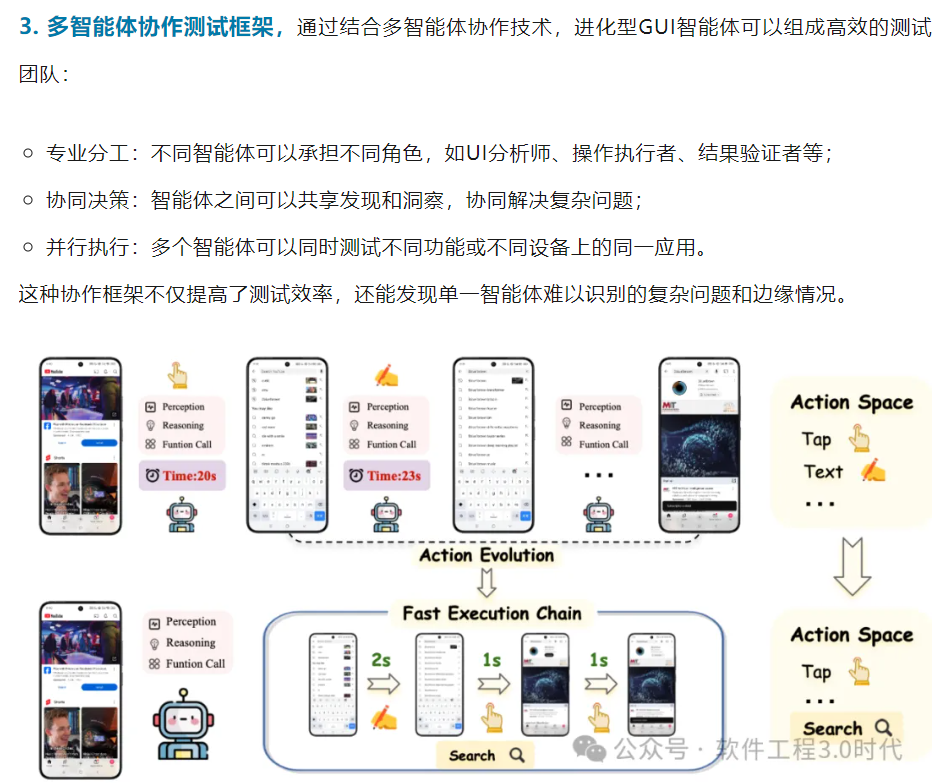 3. 多智能体协作测试框架，通过结合多智能体协作技术，进化型GUI智能体可以组成高效的测试
团队：
专业分工：不同智能体可以承担不同角色，如UI分析师、操作执行者、结果验证者等；
协同决策：智能体之间可以共享发现和洞察，协同解决复杂问题；
并行执行：多个智能体可以同时测试不同功能或不同设备上的同一应用。
这种协作框架不仅提高了测试效率，还能发现单一智能体难以识别的复杂问题和边缘情况。
Perception
Reasoning
Funtion Call
Time:20s
Perception
Reasoning
Funtion Call
Time:23s
Perception
Reasoning
Funtion Call
...
Action Space
Tap
Text
...
Action Evolution
Perception
Reasoning
Funtion Call
Fast Execution Chain
2s
1s
1s
Search
Action Space
Tap
...
Search
公众号·软件工程3.0时代